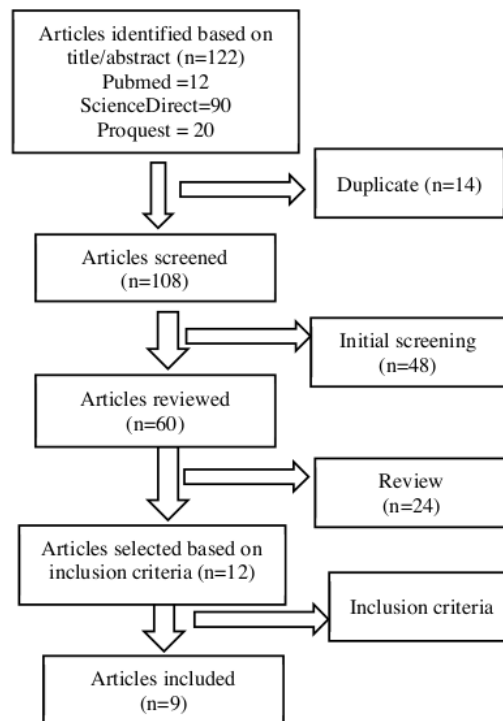 Articles identified based on
title/abstract (n=122)
Pubmed =12
ScienceDirect=90
Proquest = 20
Duplicate (n=14)
Articles screened
(n=108)
Initial screening
(n=48)
Articles reviewed
(n=60)
Review
(n=24)
Articles selected based on
inclusion criteria (n=12)
Inclusion criteria
Articles included
(n=9)